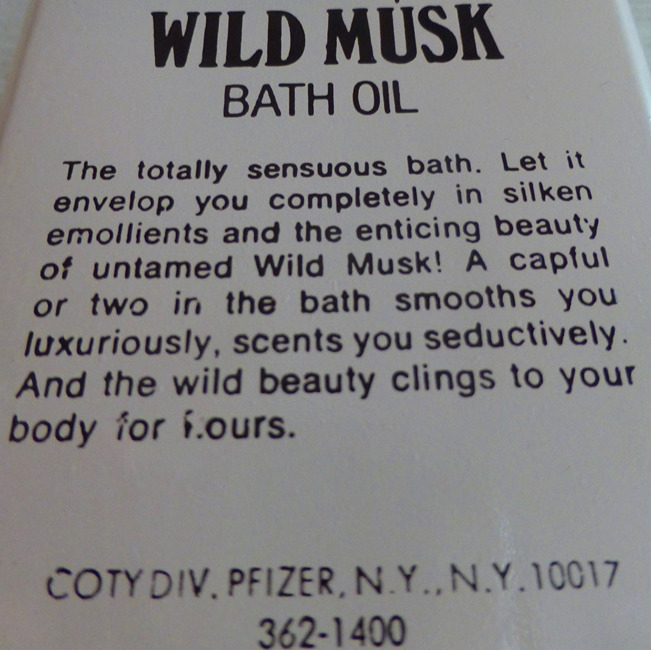 WILD MUSK
BATH OIL
The totally sensuous bath. Let it
envelop you completely in silken
emollients and the enticing beauty
of untamed Wild Musk! A capful
or two in the bath smooths you
luxuriously, scents you seductively.
And the wild beauty clings to your
body for hours.
COTY DIV. PFIZER, N.Y., N.Y. 10017
362-1400